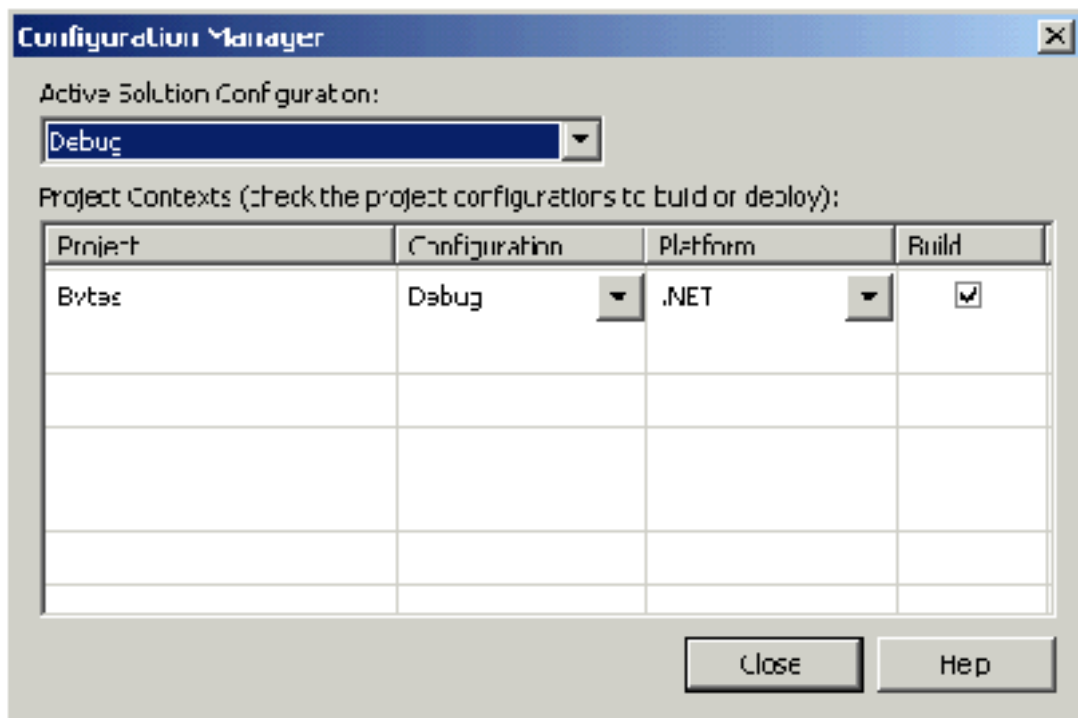 Configuration Manager
Active Solution Configuration:
Debug
Project Contexts (check the project configurations to build or deploy):
Project Configuration Platform Build
Bytes Debug .NET
Close Help